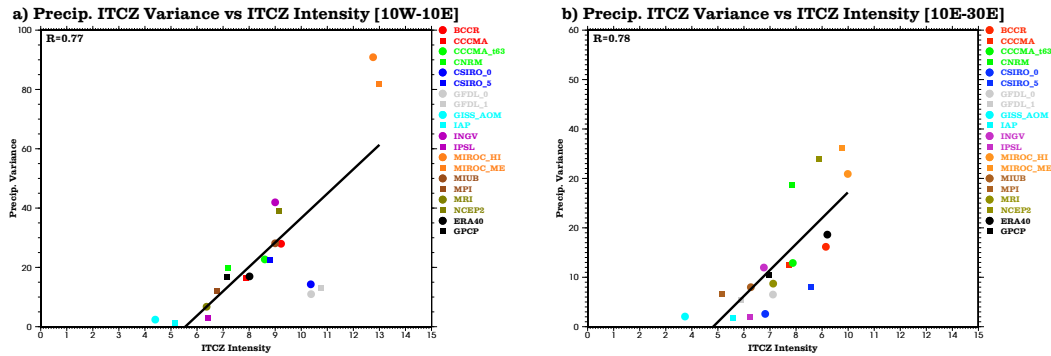 a) Precip. ITCZ Variance vs ITCZ Intensity [10W-10E]
R=0.77
Precip. Variance
100
80
60
40
20
0
0 1 2 3 4 5 6 7 8 9 10 11 12 13 14 15
ITCZ Intensity
BCCR
CCCMA
CCCMA_t63
CNRM
CSIRO_0
CSIRO_5
GFDL_0
GFDL_1
GISS_AOM
IAP
INGV
IPSL
MIROC_HI
MIROC_ME
MIUB
MPI
MRI
NCEP2
ERA40
GPCP
b) Precip. ITCZ Variance vs ITCZ Intensity [10E-30E]
R=0.78
Precip. Variance
60
20
40
20
10
0
0 1 2 3 4 5 6 7 8 9 10 11 12 13 14 15
ITCZ Intensity
BCCR
CCCMA
CCCMA_t63
CNRM
CSIRO_0
CSIRO_5
GFDL_0
GFDL_1
GISS_AOM
IAP
INGV
IPSL
MIROC_HI
MIROC_ME
MIUB
MPI
MRI
NCEP2
ERA40
GPCP